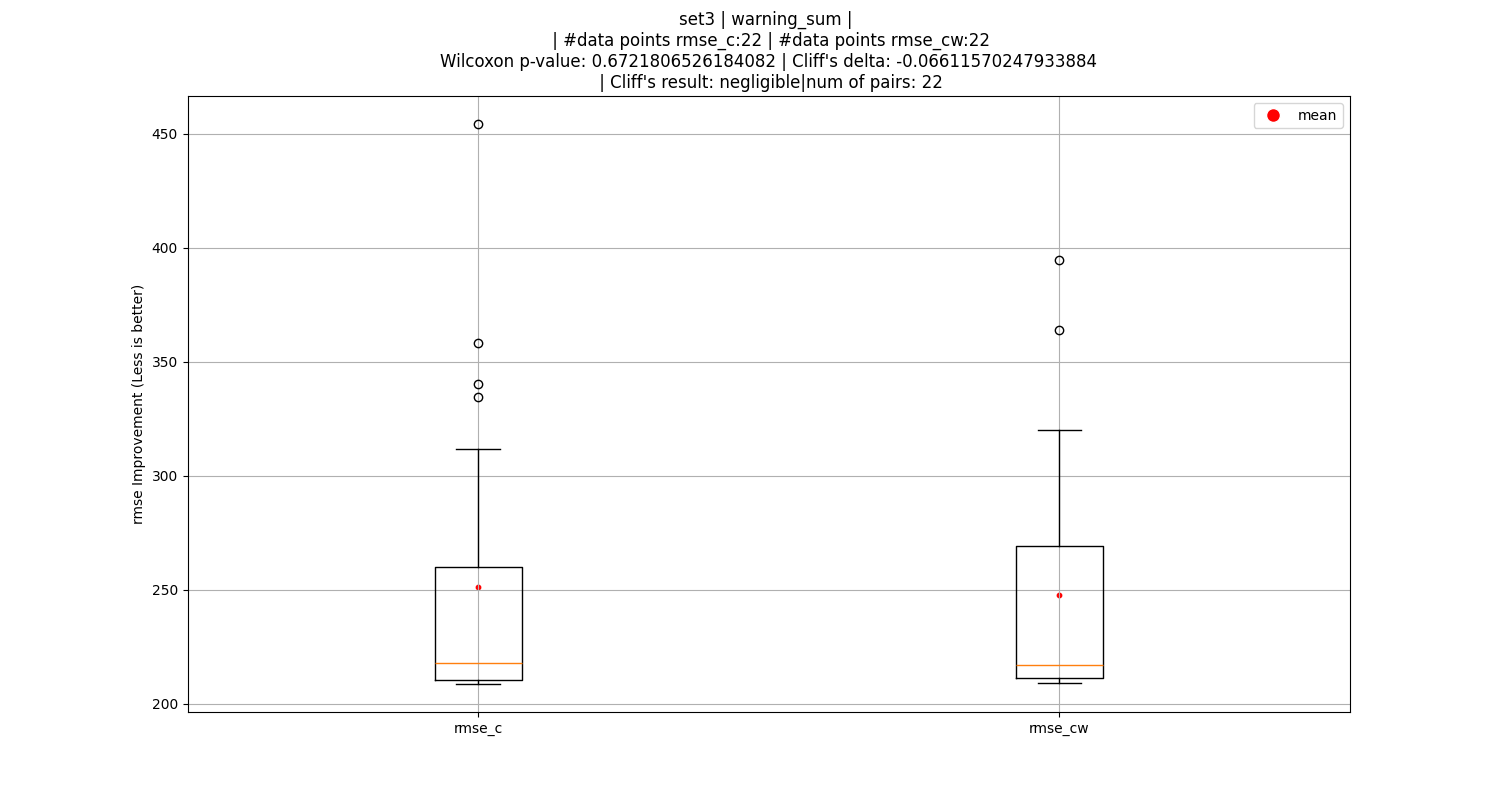 set3 | warning_sum |
| #data points rmse_c:22 | #data points rmse_cw:22
Wilcoxon p-value: 0.6721806526184082 | Cliff's delta: -0.06611570247933884
| Cliff's result: negligible|num of pairs: 22
mean
450
400
350
300
250
200
rmse Improvement (Less is better)
rmse_c
rmse_cw